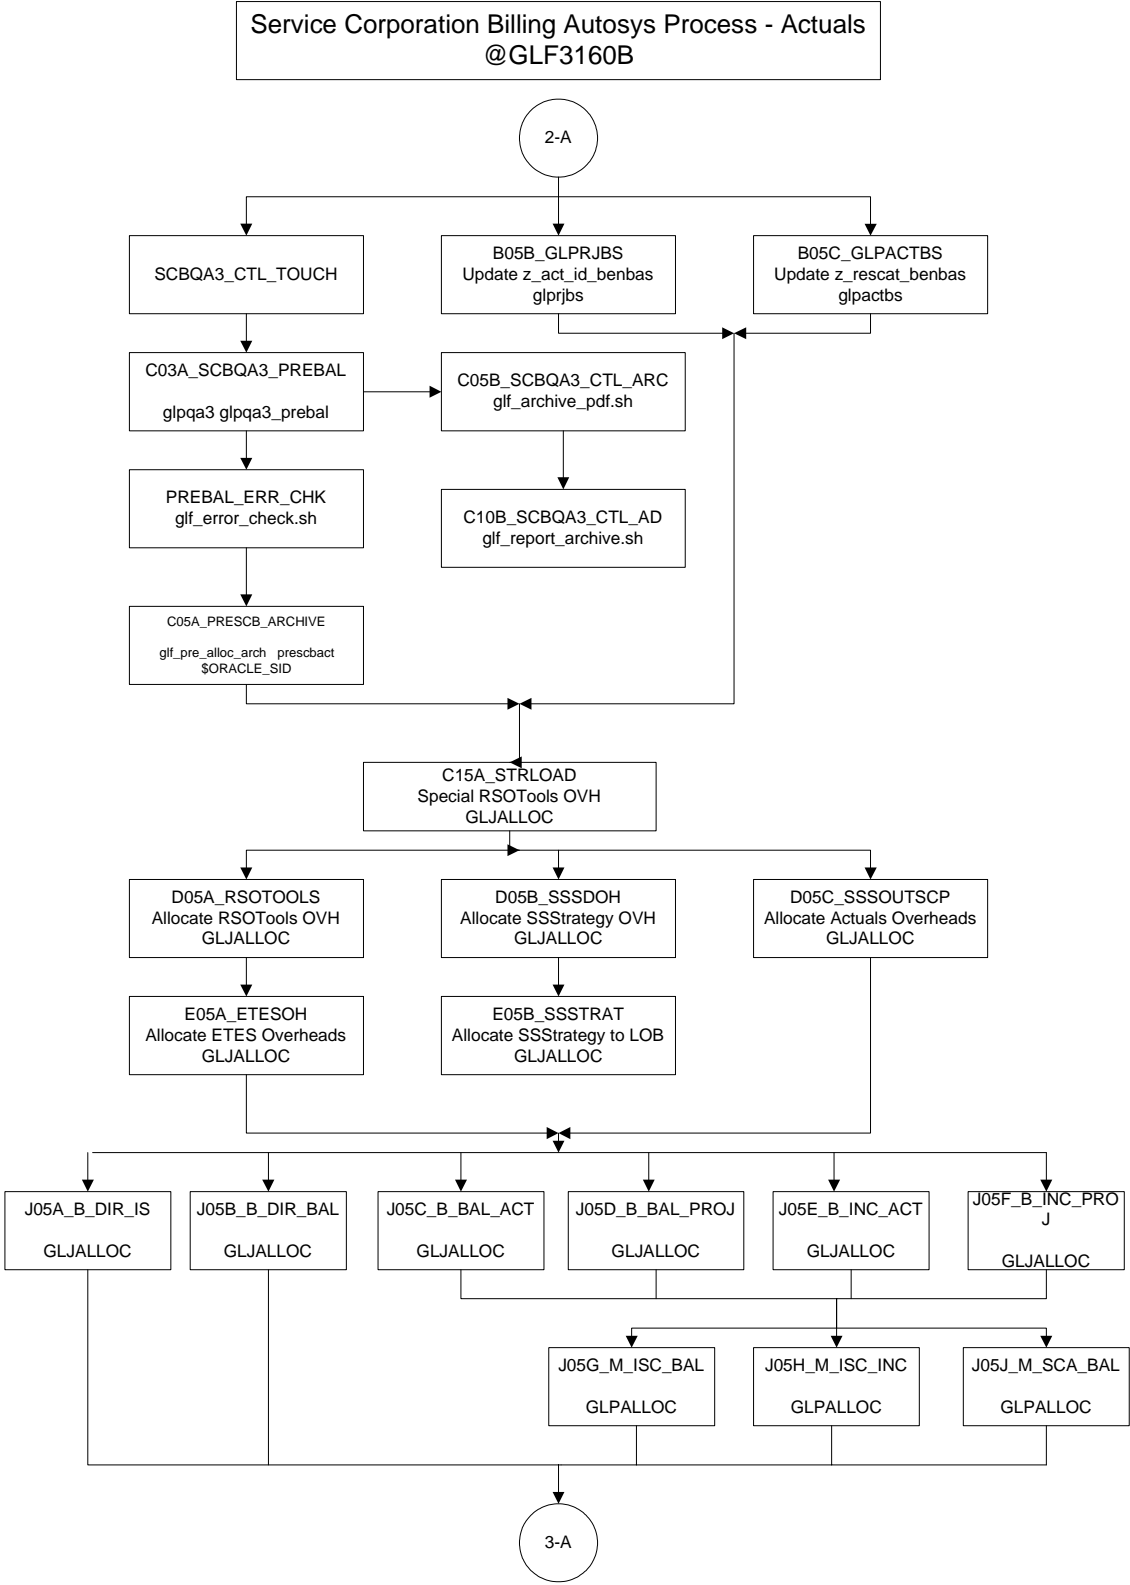 Service Corporation Billing Autosys Process - Actuals
@GLF3160B
2-A
SCBQA3_CTL_TOUCH
B05B_GLPRJBS
Update z_act_id_benbas
glprjbs
B05C_GLPACTBS
Update z_rescat_benbas
glpactbs
C03A_SCBQA3_PREBAL
glpqa3 glpqa3_prebal
C05B_SCBQA3_CTL_ARC
glf_archive_pdf.sh
PREBAL_ERR_CHK
glf_error_check.sh
C10B_SCBQA3_CTL_AD
glf_report_archive.sh
C05A_PRESCB_ARCHIVE
glf_pre_alloc_arch prescbact
$ORACLE_SID
C15A_STRLOAD
Special RSOTools OVH
GLJALLOC
D05A_RSOTOOLS
Allocate RSOTools OVH
GLJALLOC
D05B_SSSDOH
Allocate SSStrategy OVH
GLJALLOC
D05C_SSSOUTSCP
Allocate Actuals Overheads
GLJALLOC
E05A_ETESOH
Allocate ETES Overheads
GLJALLOC
E05B_SSSTRAT
Allocate SSStrategy to LOB
GLJALLOC
J05A_B_DIR_IS
GLJALLOC
J05B_B_DIR_BAL
GLJALLOC
J05C_B_BAL_ACT
GLJALLOC
J05D_B_BAL_PROJ
GLJALLOC
J05E_B_INC_ACT
GLJALLOC
J05F_B_INC_PRO
J
GLJALLOC
J05G_M_ISC_BAL
GLPALLOC
J05H_M_ISC_INC
GLPALLOC
J05J_M_SCA_BAL
GLPALLOC
3-A